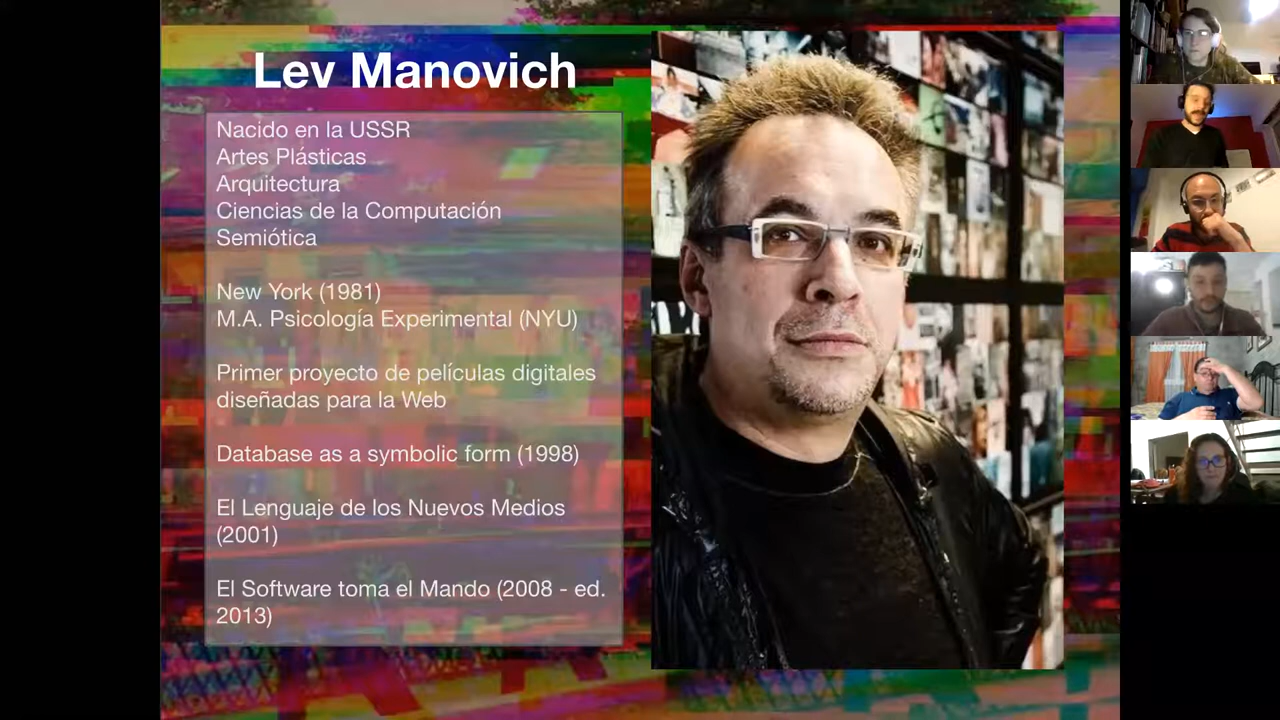 Lev Manovich
Nacido en la USSR
Artes Plásticas
Arquitectura
Ciencias de la Computación
Semiótica
New York (1981)
M.A. Psicología Experimental (NYU)
Primer proyecto de películas digitales
diseñadas para la Web
Database as a symbolic form (1998)
El Lenguaje de los Nuevos Medios
(2001)
El Software toma el Mando (2008 - ed.
2013)